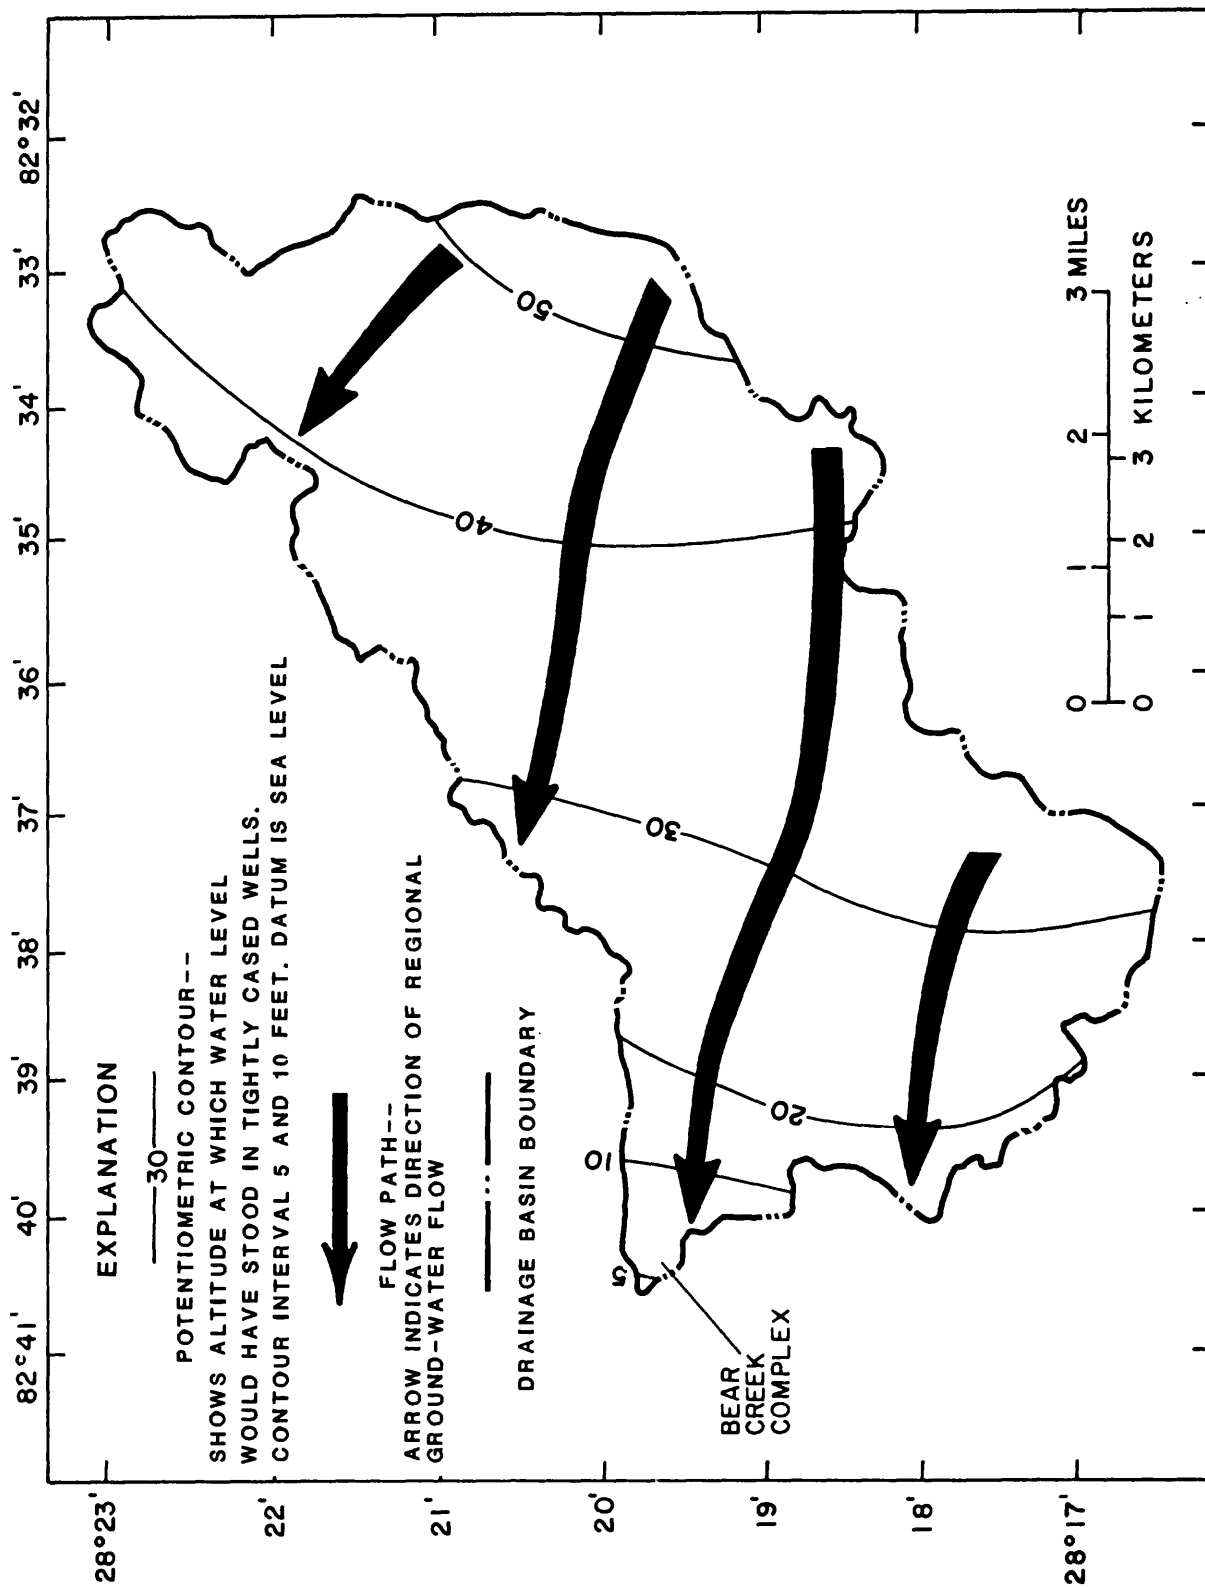 82°41'
40'
39'
38'
37'
36'
35'
34'
33'
82°32'
28°23'
22'
21'
20'
19'
18'
28°17'
EXPLANATION
30
POTENTIOMETRIC CONTOUR--
SHOWS ALTITUDE AT WHICH WATER LEVEL
WOULD HAVE STOOD IN TIGHTLY CASED WELLS.
CONTOUR INTERVAL 5 AND 10 FEET. DATUM IS SEA LEVEL
FLOW PATH--
ARROW INDICATES DIRECTION OF REGIONAL
GROUND-WATER FLOW
DRAINAGE BASIN BOUNDARY
5
10
20
30
40
50
BEAR
CREEK
COMPLEX
0 1 2 3 MILES
0 1 2 3 KILOMETERS